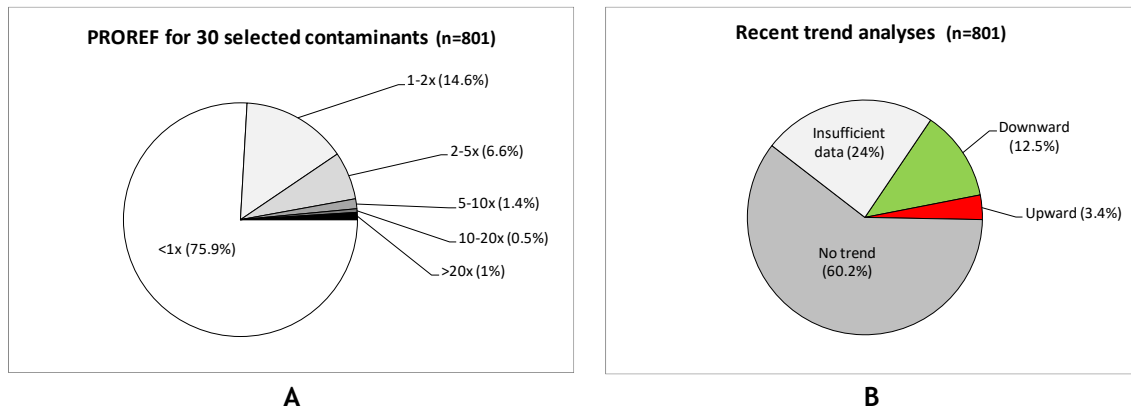 PROREF for 30 selected contaminants (n=801)
1-2x (14.6%)
2-5x (6.6%)
5-10x (1.4%)
10-20x (0.5%)
>20x (1%)
<1x (75.9%)
A
Recent trend analyses (n=801)
Insufficient
data (24%)
Downward
(12.5%)
Upward (3.4%)
No trend
(60.2%)
B